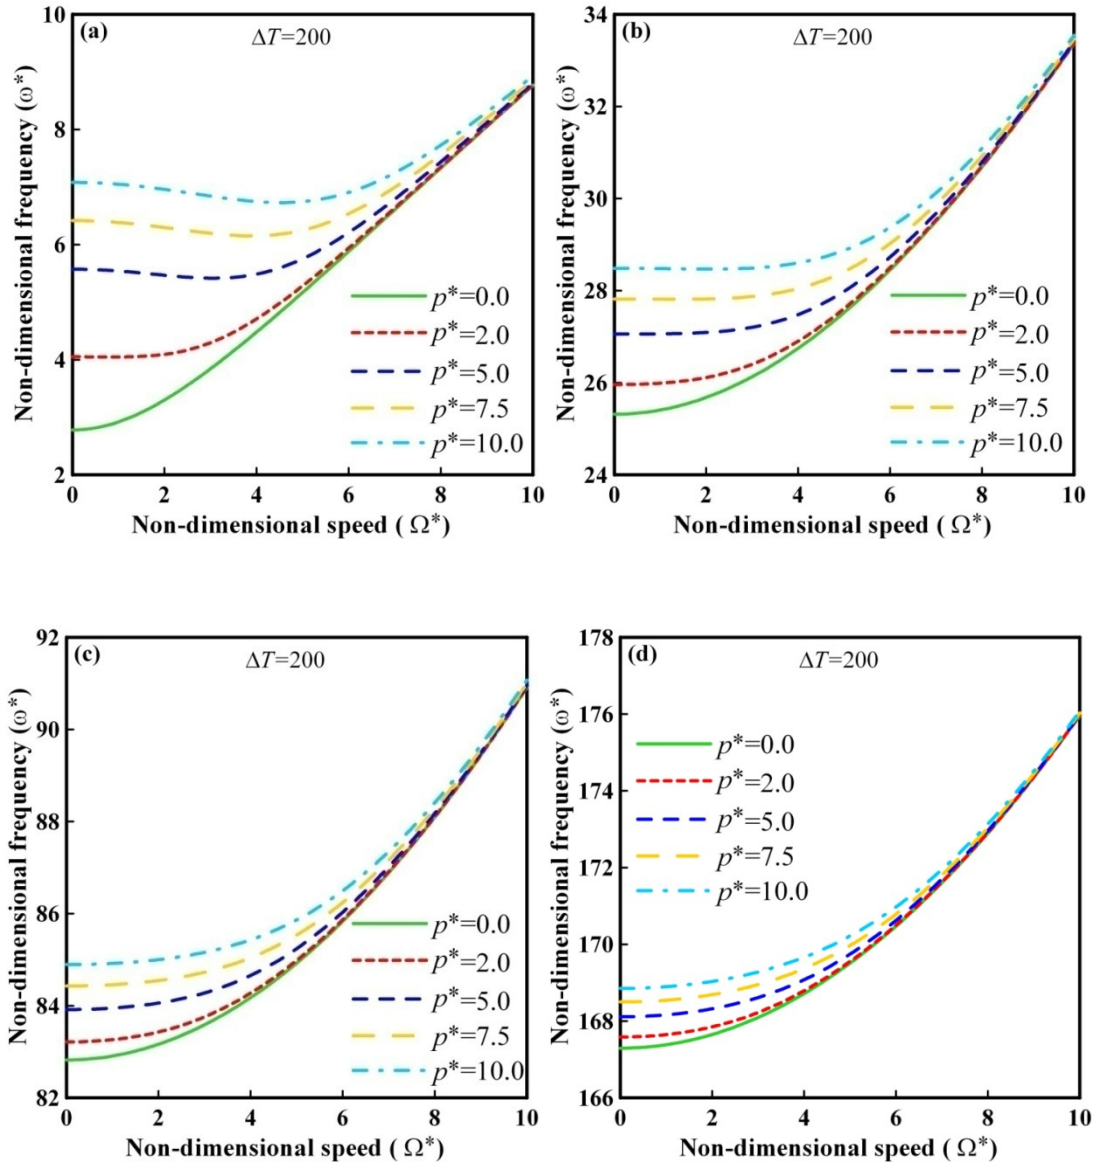 (a) ΔT=200
10
8
6
4
2
0 2 4 6 8 10
Non-dimensional frequency (ω*)
Non-dimensional speed ( Ω*)
p*=0.0
p*=2.0
p*=5.0
p*=7.5
p*=10.0
(b) ΔT=200
34
32
30
28
26
24
0 2 4 6 8 10
Non-dimensional frequency (ω*)
Non-dimensional speed ( Ω*)
p*=0.0
p*=2.0
p*=5.0
p*=7.5
p*=10.0
(c) ΔT=200
92
90
88
86
84
82
0 2 4 6 8 10
Non-dimensional frequency (ω*)
Non-dimensional speed ( Ω*)
p*=0.0
p*=2.0
p*=5.0
p*=7.5
p*=10.0
(d) ΔT=200
178
176
174
172
170
168
166
0 2 4 6 8 10
Non-dimensional frequency (ω*)
Non-dimensional speed ( Ω*)
p*=0.0
p*=2.0
p*=5.0
p*=7.5
p*=10.0